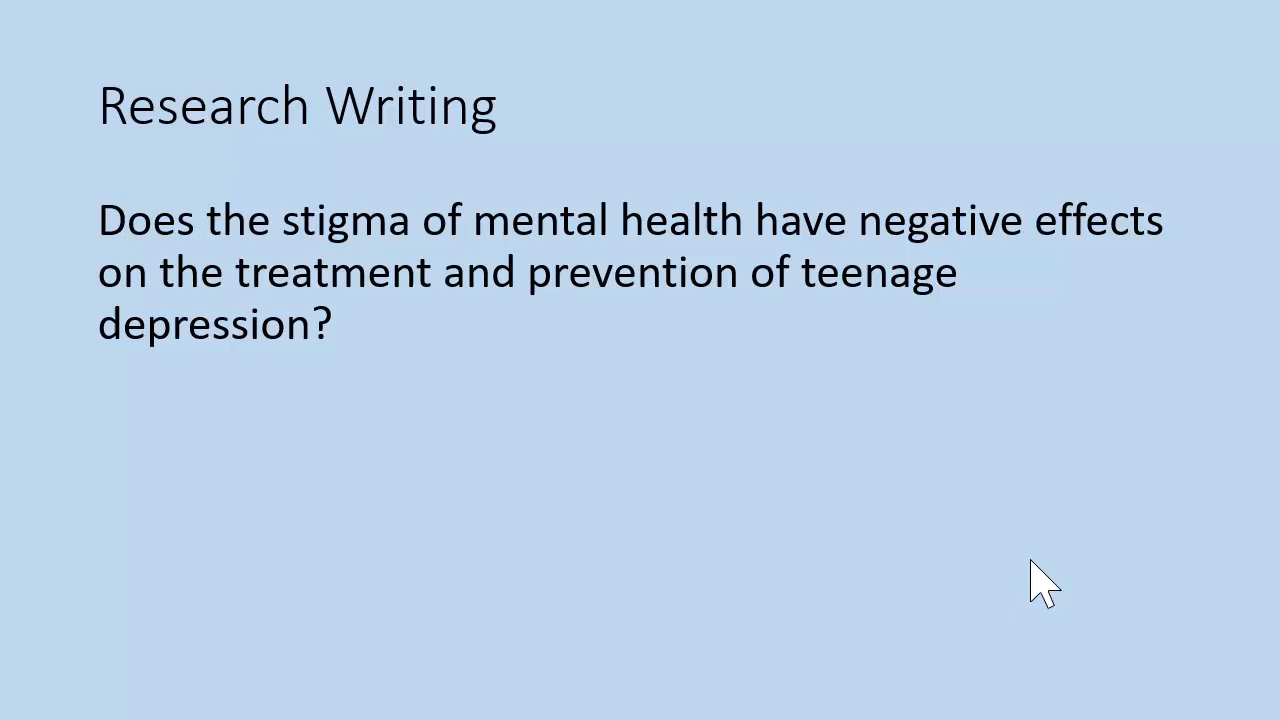 Research Writing
Does the stigma of mental health have negative effects
on the treatment and prevention of teenage
depression?